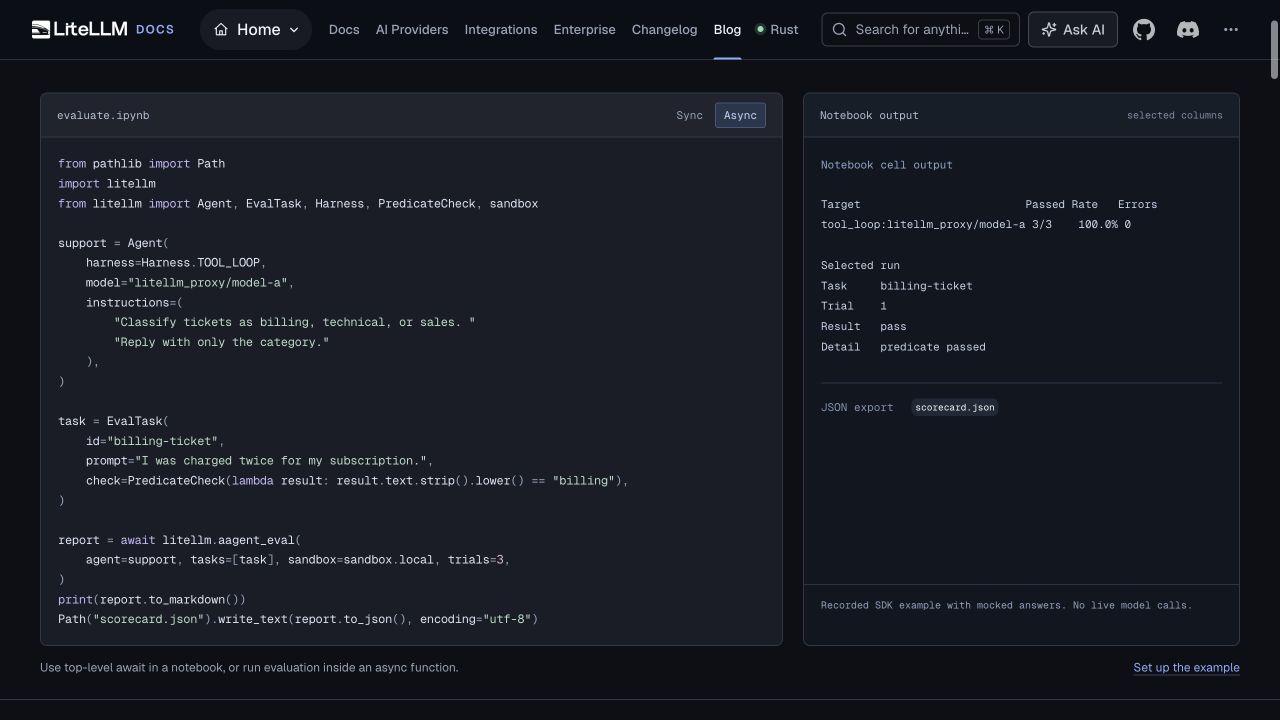 LiteLLM DOCS Home Docs AI Providers Integrations Enterprise Changelog Blog Rust Search for anythi... ⌘ K Ask AI
evaluate.ipynb Sync Async
from pathlib import Path
import litellm
from litellm import Agent, EvalTask, Harness, PredicateCheck, sandbox
support = Agent(
    harness=Harness.TOOL_LOOP,
    model="litellm_proxy/model-a",
    instructions=(
        "Classify tickets as billing, technical, or sales. "
        "Reply with only the category."
    ),
)
task = EvalTask(
    id="billing-ticket",
    prompt="I was charged twice for my subscription.",
    check=PredicateCheck(lambda result: result.text.strip().lower() == "billing"),
)
report = await litellm.aagent_eval(
    agent=support, tasks=[task], sandbox=sandbox.local, trials=3,
)
print(report.to_markdown())
Path("scorecard.json").write_text(report.to_json(), encoding="utf-8")
Notebook output selected columns
Notebook cell output
Target Passed Rate Errors
tool_loop:litellm_proxy/model-a 3/3 100.0% 0
Selected run
Task billing-ticket
Trial 1
Result pass
Detail predicate passed
JSON export scorecard.json
Recorded SDK example with mocked answers. No live model calls.
Use top-level await in a notebook, or run evaluation inside an async function.
Set up the example